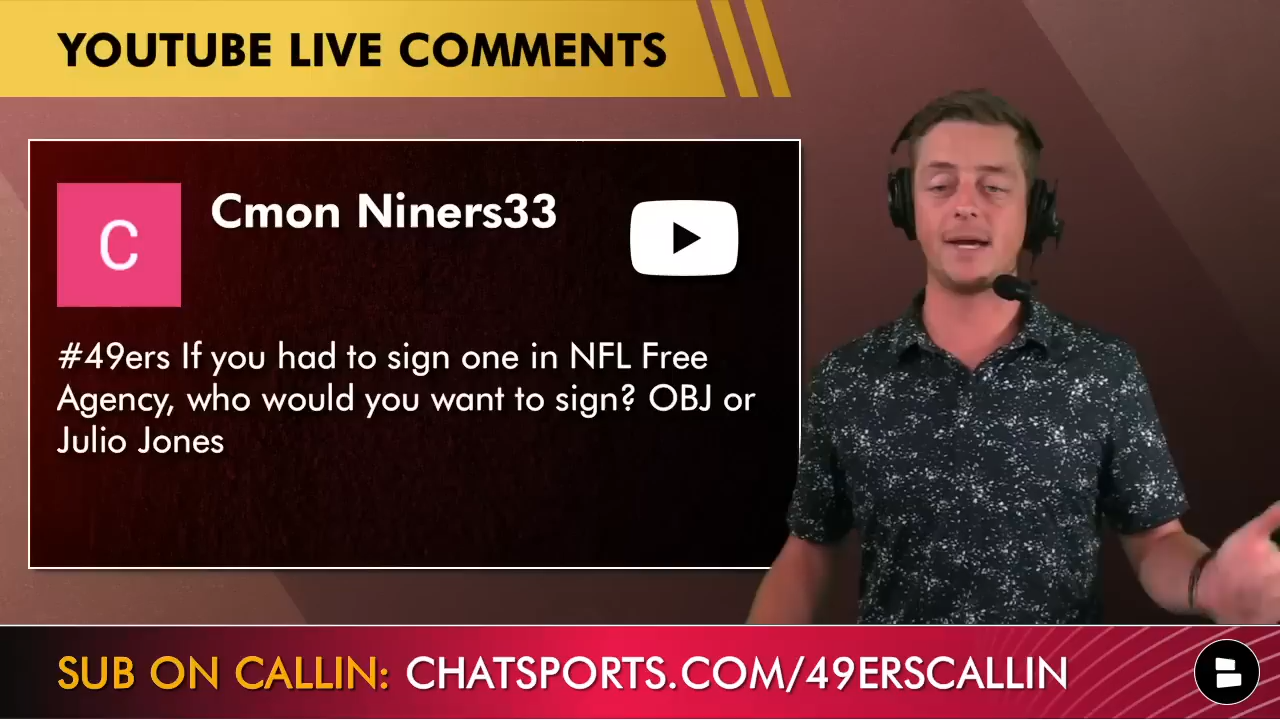 YOUTUBE LIVE COMMENTS
C
Cmon Niners33
#49ers If you had to sign one in NFL Free
Agency, who would you want to sign? OBJ or
Julio Jones
SUB ON CALLIN: CHATSPORTS.COM/49ERSCALLIN